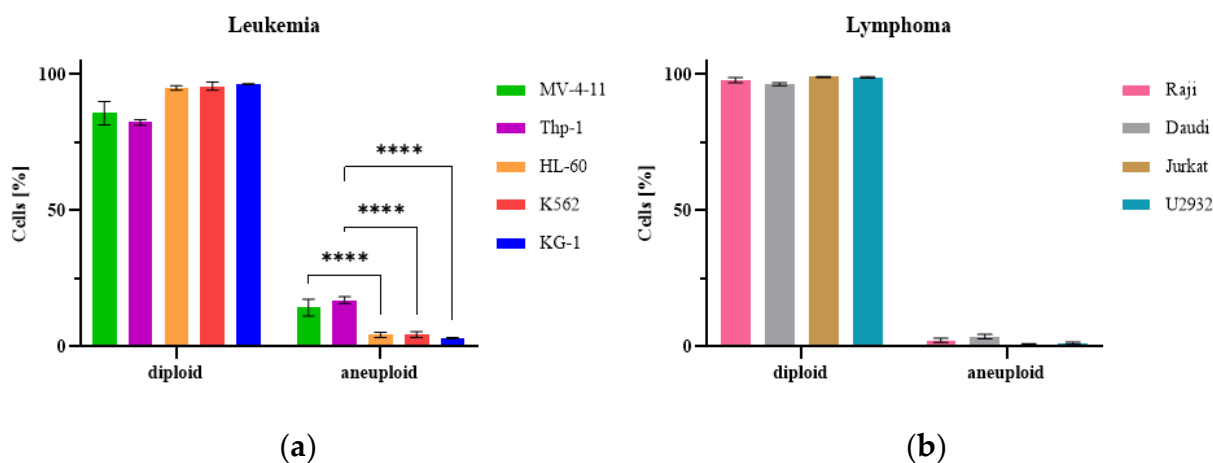 Leukemia
100
50
0
Cells [%]
diploid
aneuploid
****
****
****
MV-4-11
Thp-1
HL-60
K562
KG-1
(a)
Lymphoma
100
50
0
Cells [%]
diploid
aneuploid
Raji
Daudi
Jurkat
U2932
(b)